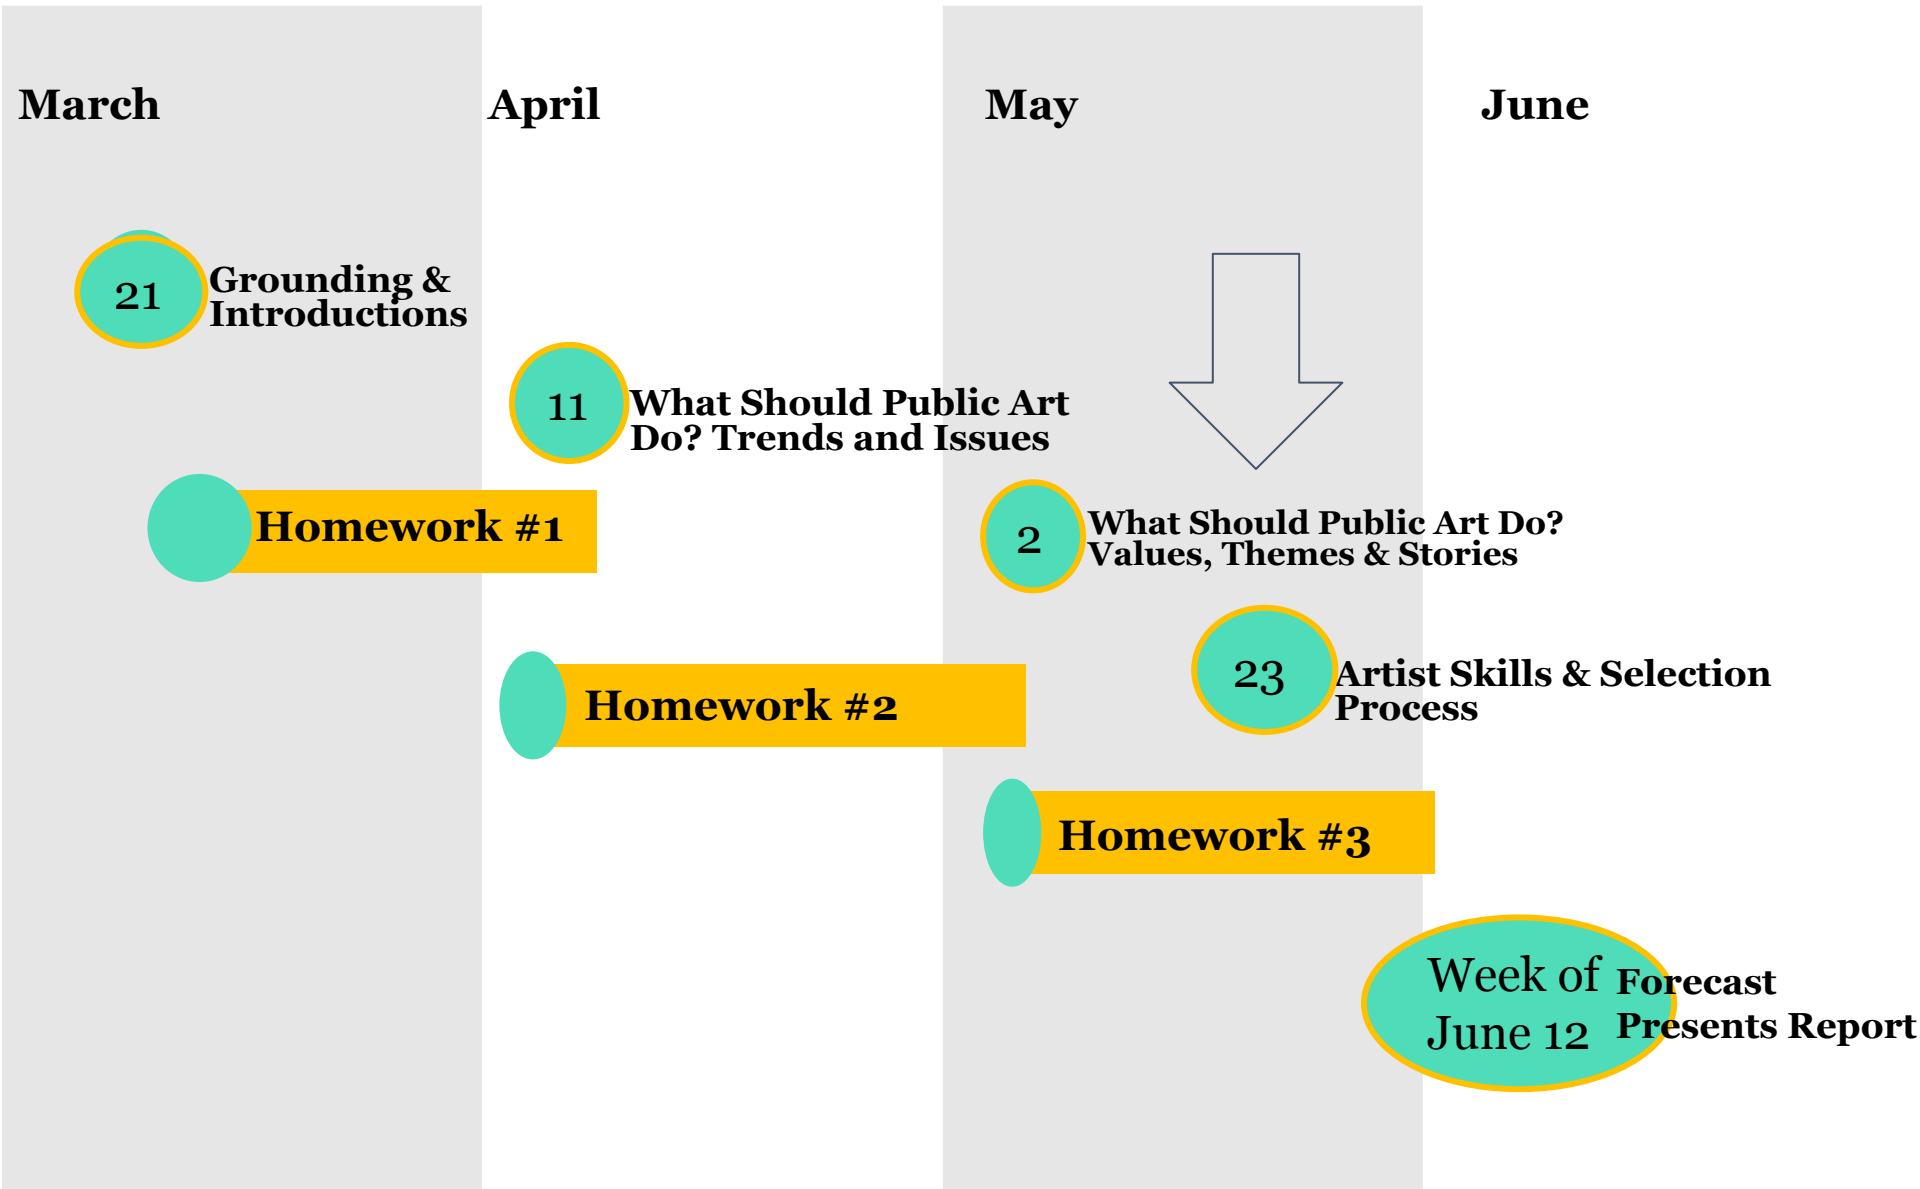 March
April
May
June
21
Grounding &
Introductions
11
What Should Public Art
Do? Trends and Issues
Homework #1
2
What Should Public Art Do?
Values, Themes & Stories
23
Artist Skills & Selection
Process
Homework #2
Homework #3
Week of
June 12
Forecast
Presents Report